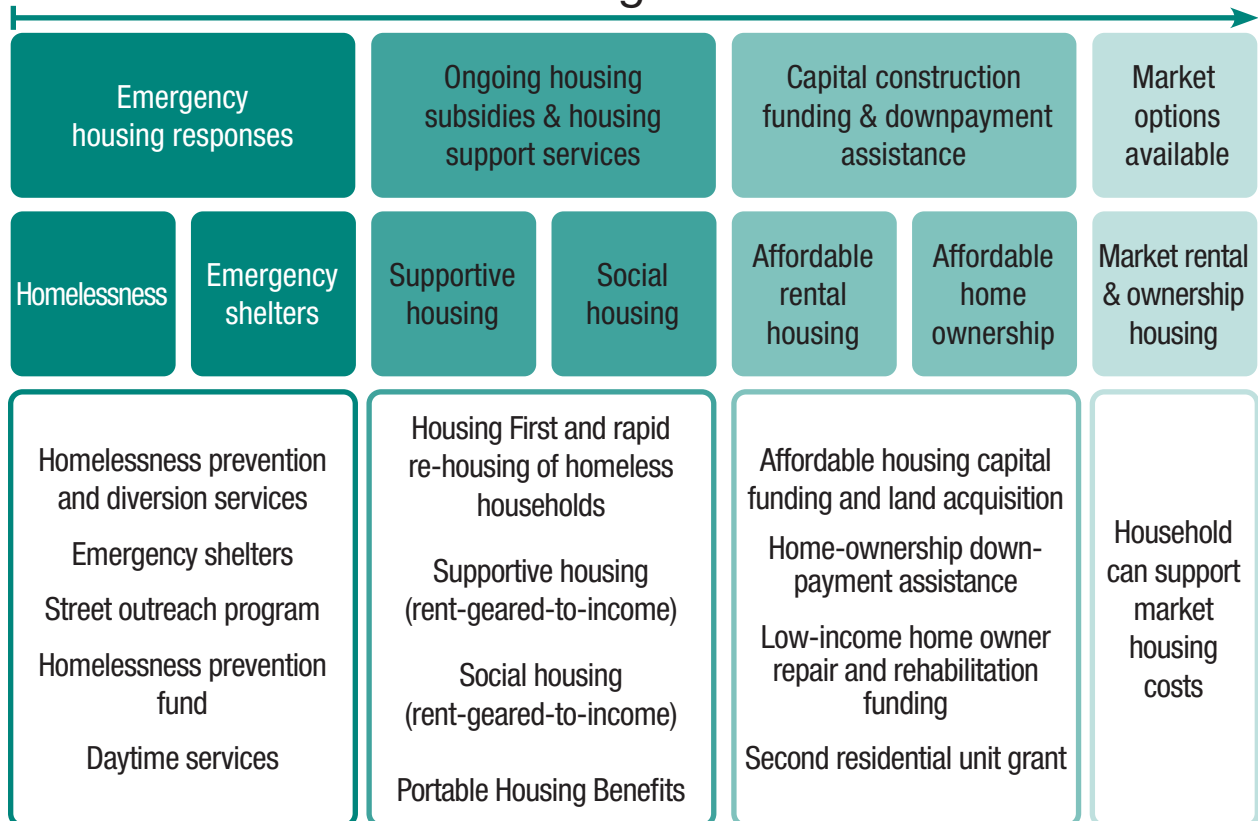 Emergency
housing responses
Ongoing housing
subsidies & housing
support services
Capital construction
funding & downpayment
assistance
Market
options
available
Homelessness
Emergency
shelters
Supportive
housing
Social
housing
Affordable
rental
housing
Affordable
home
ownership
Market rental
& ownership
housing
Homelessness prevention
and diversion services
Emergency shelters
Street outreach program
Homelessness prevention
fund
Daytime services
Housing First and rapid
re-housing of homeless
households
Supportive housing
(rent-geared-to-income)
Social housing
(rent-geared-to-income)
Portable Housing Benefits
Affordable housing capital
funding and land acquisition
Home-ownership down-
payment assistance
Low-income home owner
repair and rehabilitation
funding
Second residential unit grant
Household
can support
market
housing
costs